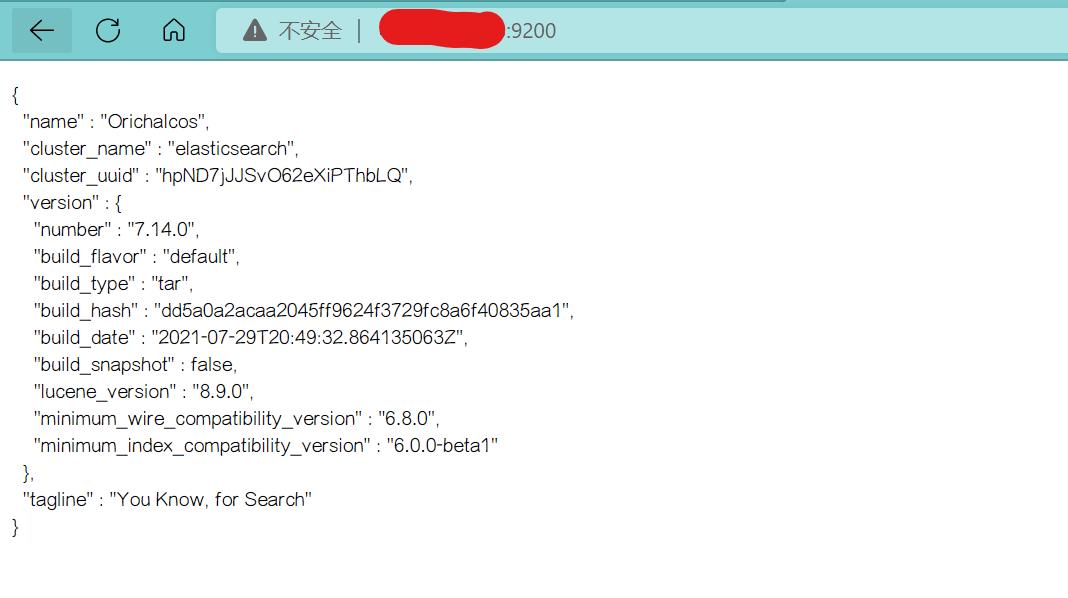 不安全 | :9200
{
"name" : "Orichalcos",
"cluster_name" : "elasticsearch",
"cluster_uuid" : "hpND7jJJSvO62eXiPThbLQ",
"version" : {
"number" : "7.14.0",
"build_flavor" : "default",
"build_type" : "tar",
"build_hash" : "dd5a0a2acaa2045ff9624f3729fc8a6f40835aa1",
"build_date" : "2021-07-29T20:49:32.864135063Z",
"build_snapshot" : false,
"lucene_version" : "8.9.0",
"minimum_wire_compatibility_version" : "6.8.0",
"minimum_index_compatibility_version" : "6.0.0-beta1"
},
"tagline" : "You Know, for Search"
}